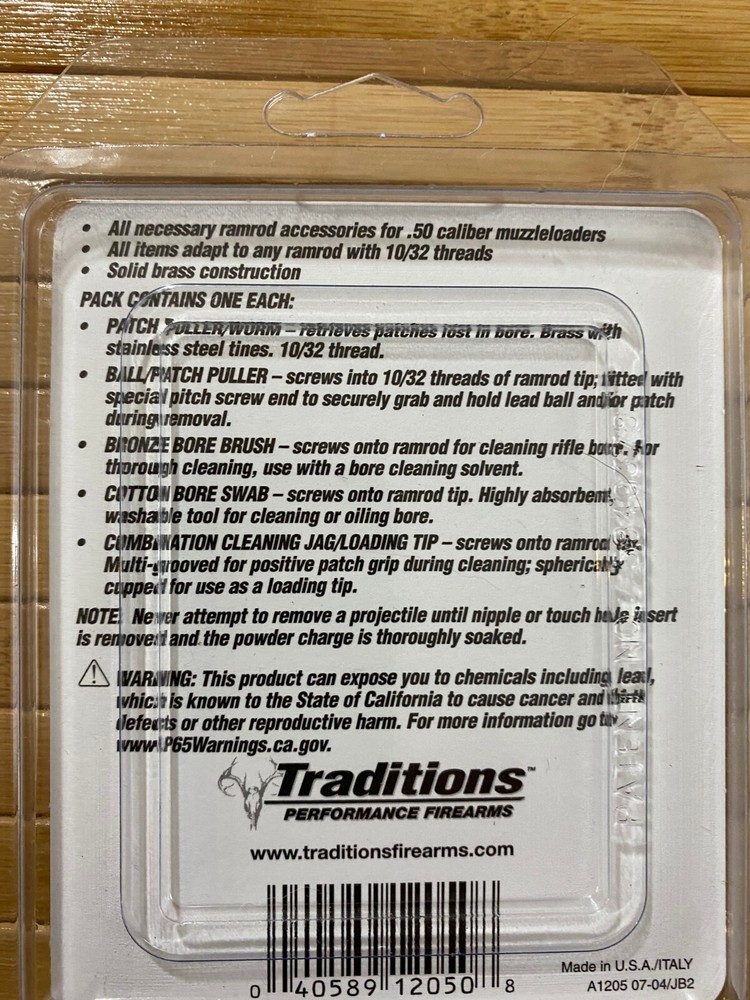 • All necessary ramrod accessories for .50 caliber muzzleloaders
• All items adapt to any ramrod with 10/32 threads
• Solid brass construction
PACK CONTAINS ONE EACH:
• PATCH PULLER/WORM – retrieves patches lost in bore. Brass with
stainless steel tines. 10/32 thread.
• BALL/PATCH PULLER – screws into 10/32 threads of ramrod tip; fitted with
special pitch screw end to securely grab and hold lead ball and/or patch
during removal.
• BRONZE BORE BRUSH – screws onto ramrod for cleaning rifle bore. For
thorough cleaning, use with a bore cleaning solvent.
• COTTON BORE SWAB – screws onto ramrod tip. Highly absorbent,
washable tool for cleaning or oiling bore.
• COMBINATION CLEANING JAG/LOADING TIP – screws onto ramrod tip.
Multi-grooved for positive patch grip during cleaning; spherically
cupped for use as a loading tip.
NOTE: Never attempt to remove a projectile until nipple or touch hole insert
is removed and the powder charge is thoroughly soaked.
WARNING: This product can expose you to chemicals including lead,
which is known to the State of California to cause cancer and birth
defects or other reproductive harm. For more information go to
www.P65Warnings.ca.gov.
Traditions™
PERFORMANCE FIREARMS
www.traditionsfirearms.com
0 40589 12050 8
Made in U.S.A./ITALY
A1205 07-04/JB2